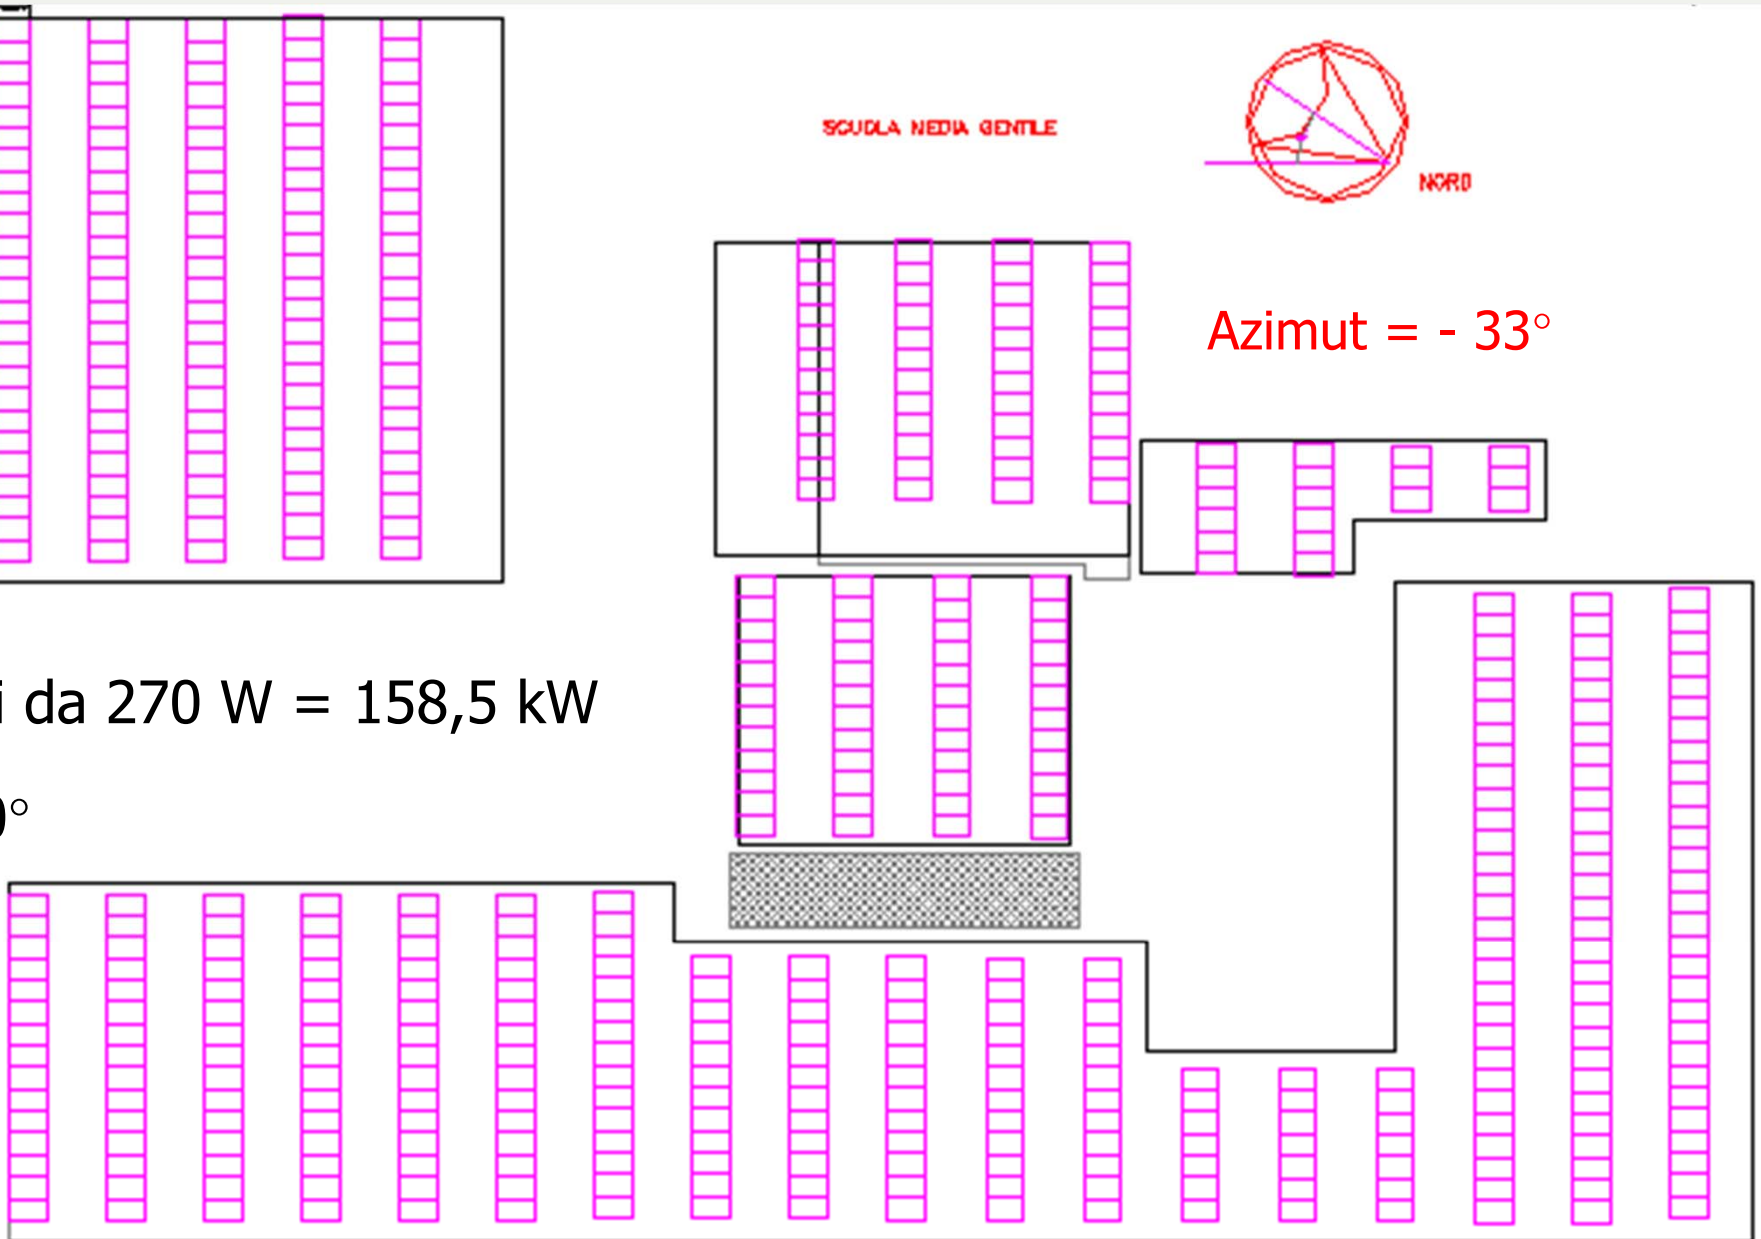 SCUOLA MEDIA GENTILE
NORD
Azimut = - 33°
i da 270 W = 158,5 kW
0°